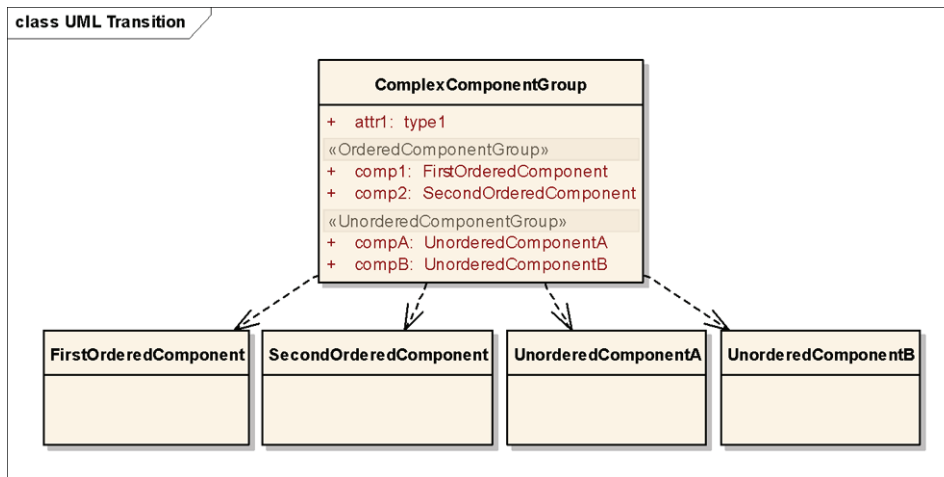 class UML Transition
ComplexComponentGroup
+ attr1: type1
«OrderedComponentGroup»
+ comp1: FirstOrderedComponent
+ comp2: SecondOrderedComponent
«UnorderedComponentGroup»
+ compA: UnorderedComponentA
+ compB: UnorderedComponentB
FirstOrderedComponent
SecondOrderedComponent
UnorderedComponentA
UnorderedComponentB